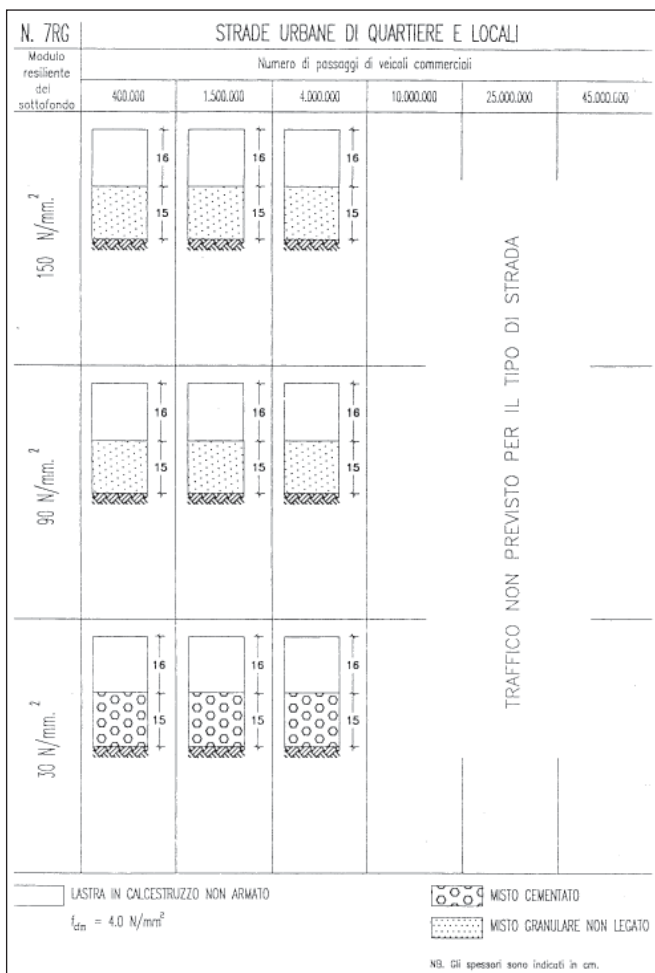 N. 7RG
STRADE URBANE DI QUARTIERE E LOCALI
Modulo
resiliente
del
sottofondo
Numero di passaggi di veicoli commerciali
400.000 1.500.000 4.000.000 10.000.000 25.000.000 45.000.000
150 N/mm.²
16 16 16
15 15 15
90 N/mm.²
16 16 16
15 15 15
30 N/mm.²
16 16 16
15 15 15
TRAFFICO NON PREVISTO PER IL TIPO DI STRADA
LASTRA IN CALCESTRUZZO NON ARMATO
= 4.0 N/mm²
MISTO CEMENTATO
MISTO GRANULARE NON LEGATO
NB. Gli spessori sono indicati in cm.